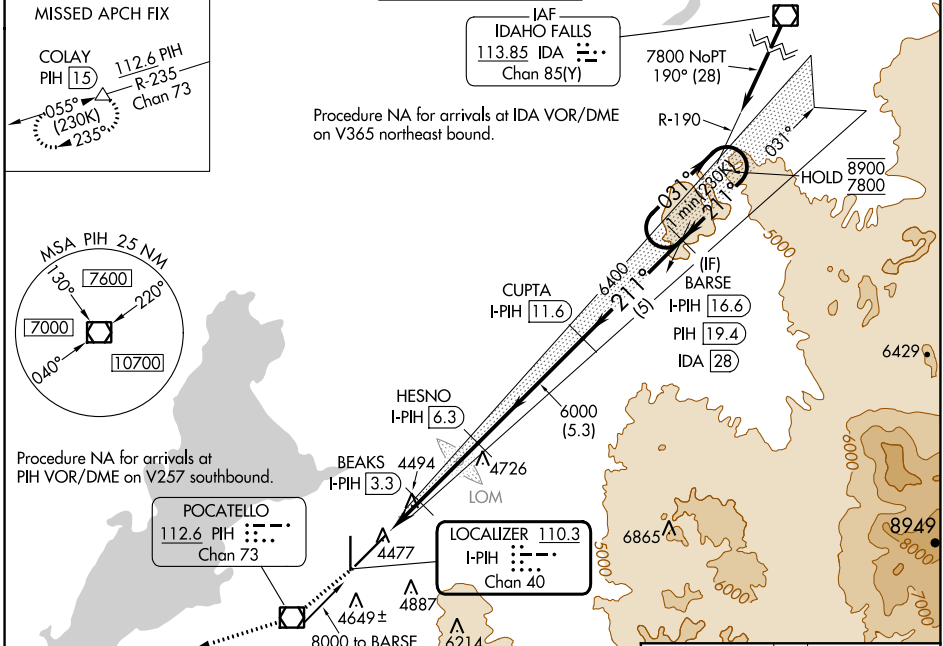 MISSED APCH FIX
COLAY
PIH 15
112.6 PIH
R-235
Chan 73
055°
(230K)
235°
IAF
IDAHO FALLS
113.85 IDA
Chan 85(Y)
7800 NoPT
190° (28)
R-190
Procedure NA for arrivals at IDA VOR/DME
on V365 northeast bound.
031°
HOLD 8900
7800
031°
1 min (230K)
211°
5000
MSA PIH 25 NM
130°
7600
220°
7000
040°
10700
6400
211°
(5)
(IF)
BARSE
I-PIH 16.6
PIH 19.4
IDA 28
CUPTA
I-PIH 11.6
6429
HESNO
I-PIH 6.3
6000
(5.3)
6000
Procedure NA for arrivals at
PIH VOR/DME on V257 southbound.
BEAKS
I-PIH 3.3
4494
4726
LOM
POCATELLO
112.6 PIH
Chan 73
4477
LOCALIZER 110.3
I-PIH
Chan 40
6865
8949
8000
5000
6000
7000
4649±
4887
6214
8000 to BARSE